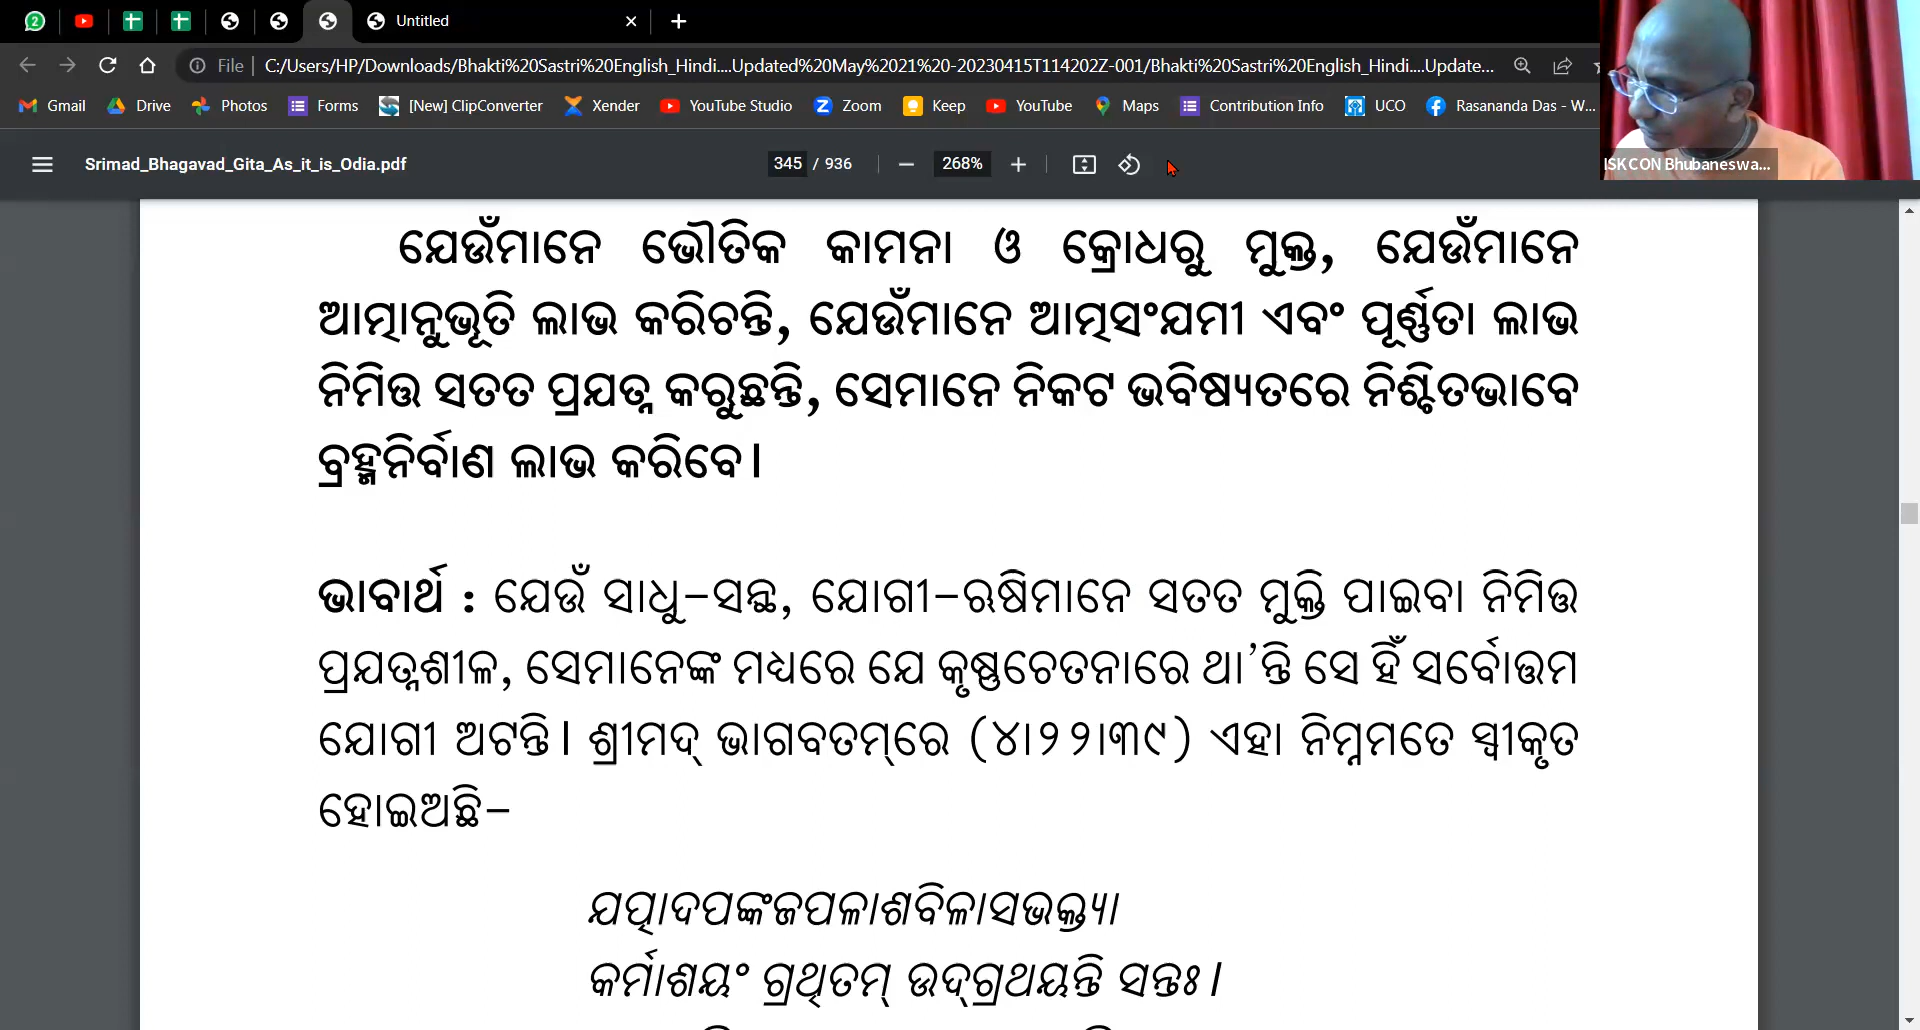 2
Untitled
File
C:/Users/HP/Downloads/Bhakti%20Sastri%20English_Hindi....Updated%20May%2021%20-20230415T114202Z-001/Bhakti%20Sastri%20English_Hindi....Update...
Gmail Drive Photos Forms [New] ClipConverter Xender YouTube Studio Zoom Keep YouTube Maps Contribution Info UCO Rasananda Das - W...
Srimad_Bhagavad_Gita_As_it_is_Odia.pdf 345 / 936 268%
ISKCON Bhubaneswa...
ଯେଉଁମାନେ ଭୌତିକ କାମନା ଓ କ୍ରୋଧରୁ ମୁକ୍ତ, ଯେଉଁମାନେ
ଆତ୍ମାନୁଭୂତି ଲାଭ କରିଚନ୍ତି, ଯେଉଁମାନେ ଆତ୍ମସଂଯମୀ ଏବଂ ପୂର୍ଣ୍ଣତା ଲାଭ
ନିମିତ୍ତ ସତତ ପ୍ରଯତ୍ନ କରୁଛନ୍ତି, ସେମାନେ ନିକଟ ଭବିଷ୍ୟତରେ ନିଶ୍ଚିତଭାବେ
ବ୍ରହ୍ମନିର୍ବାଣ ଲାଭ କରିବେ।
ଭାବାର୍ଥ : ଯେଉଁ ସାଧୁ-ସନ୍ଥ, ଯୋଗୀ-ଋଷିମାନେ ସତତ ମୁକ୍ତି ପାଇବା ନିମିତ୍ତ
ପ୍ରଯତ୍ନଶୀଳ, ସେମାନଙ୍କ ମଧ୍ୟରେ ଯେ କୃଷ୍ଣଚେତନାରେ ଥା'ନ୍ତି ସେ ହିଁ ସର୍ବୋତ୍ତମ
ଯୋଗୀ ଅଟନ୍ତି। ଶ୍ରୀମଦ୍ ଭାଗବତମ୍‌ରେ (୪।୨୨।୩୯) ଏହା ନିମ୍ନମତେ ସ୍ୱୀକୃତ
ହୋଇଅଛି-
ଯତ୍ପାଦପଙ୍କଜପଳାଶବିଳାସଭକ୍ତ୍ୟା
କର୍ମାଶୟଂ ଗ୍ରଥିତମ୍ ଉଦ୍‌ଗ୍ରଥୟନ୍ତି ସନ୍ତଃ।